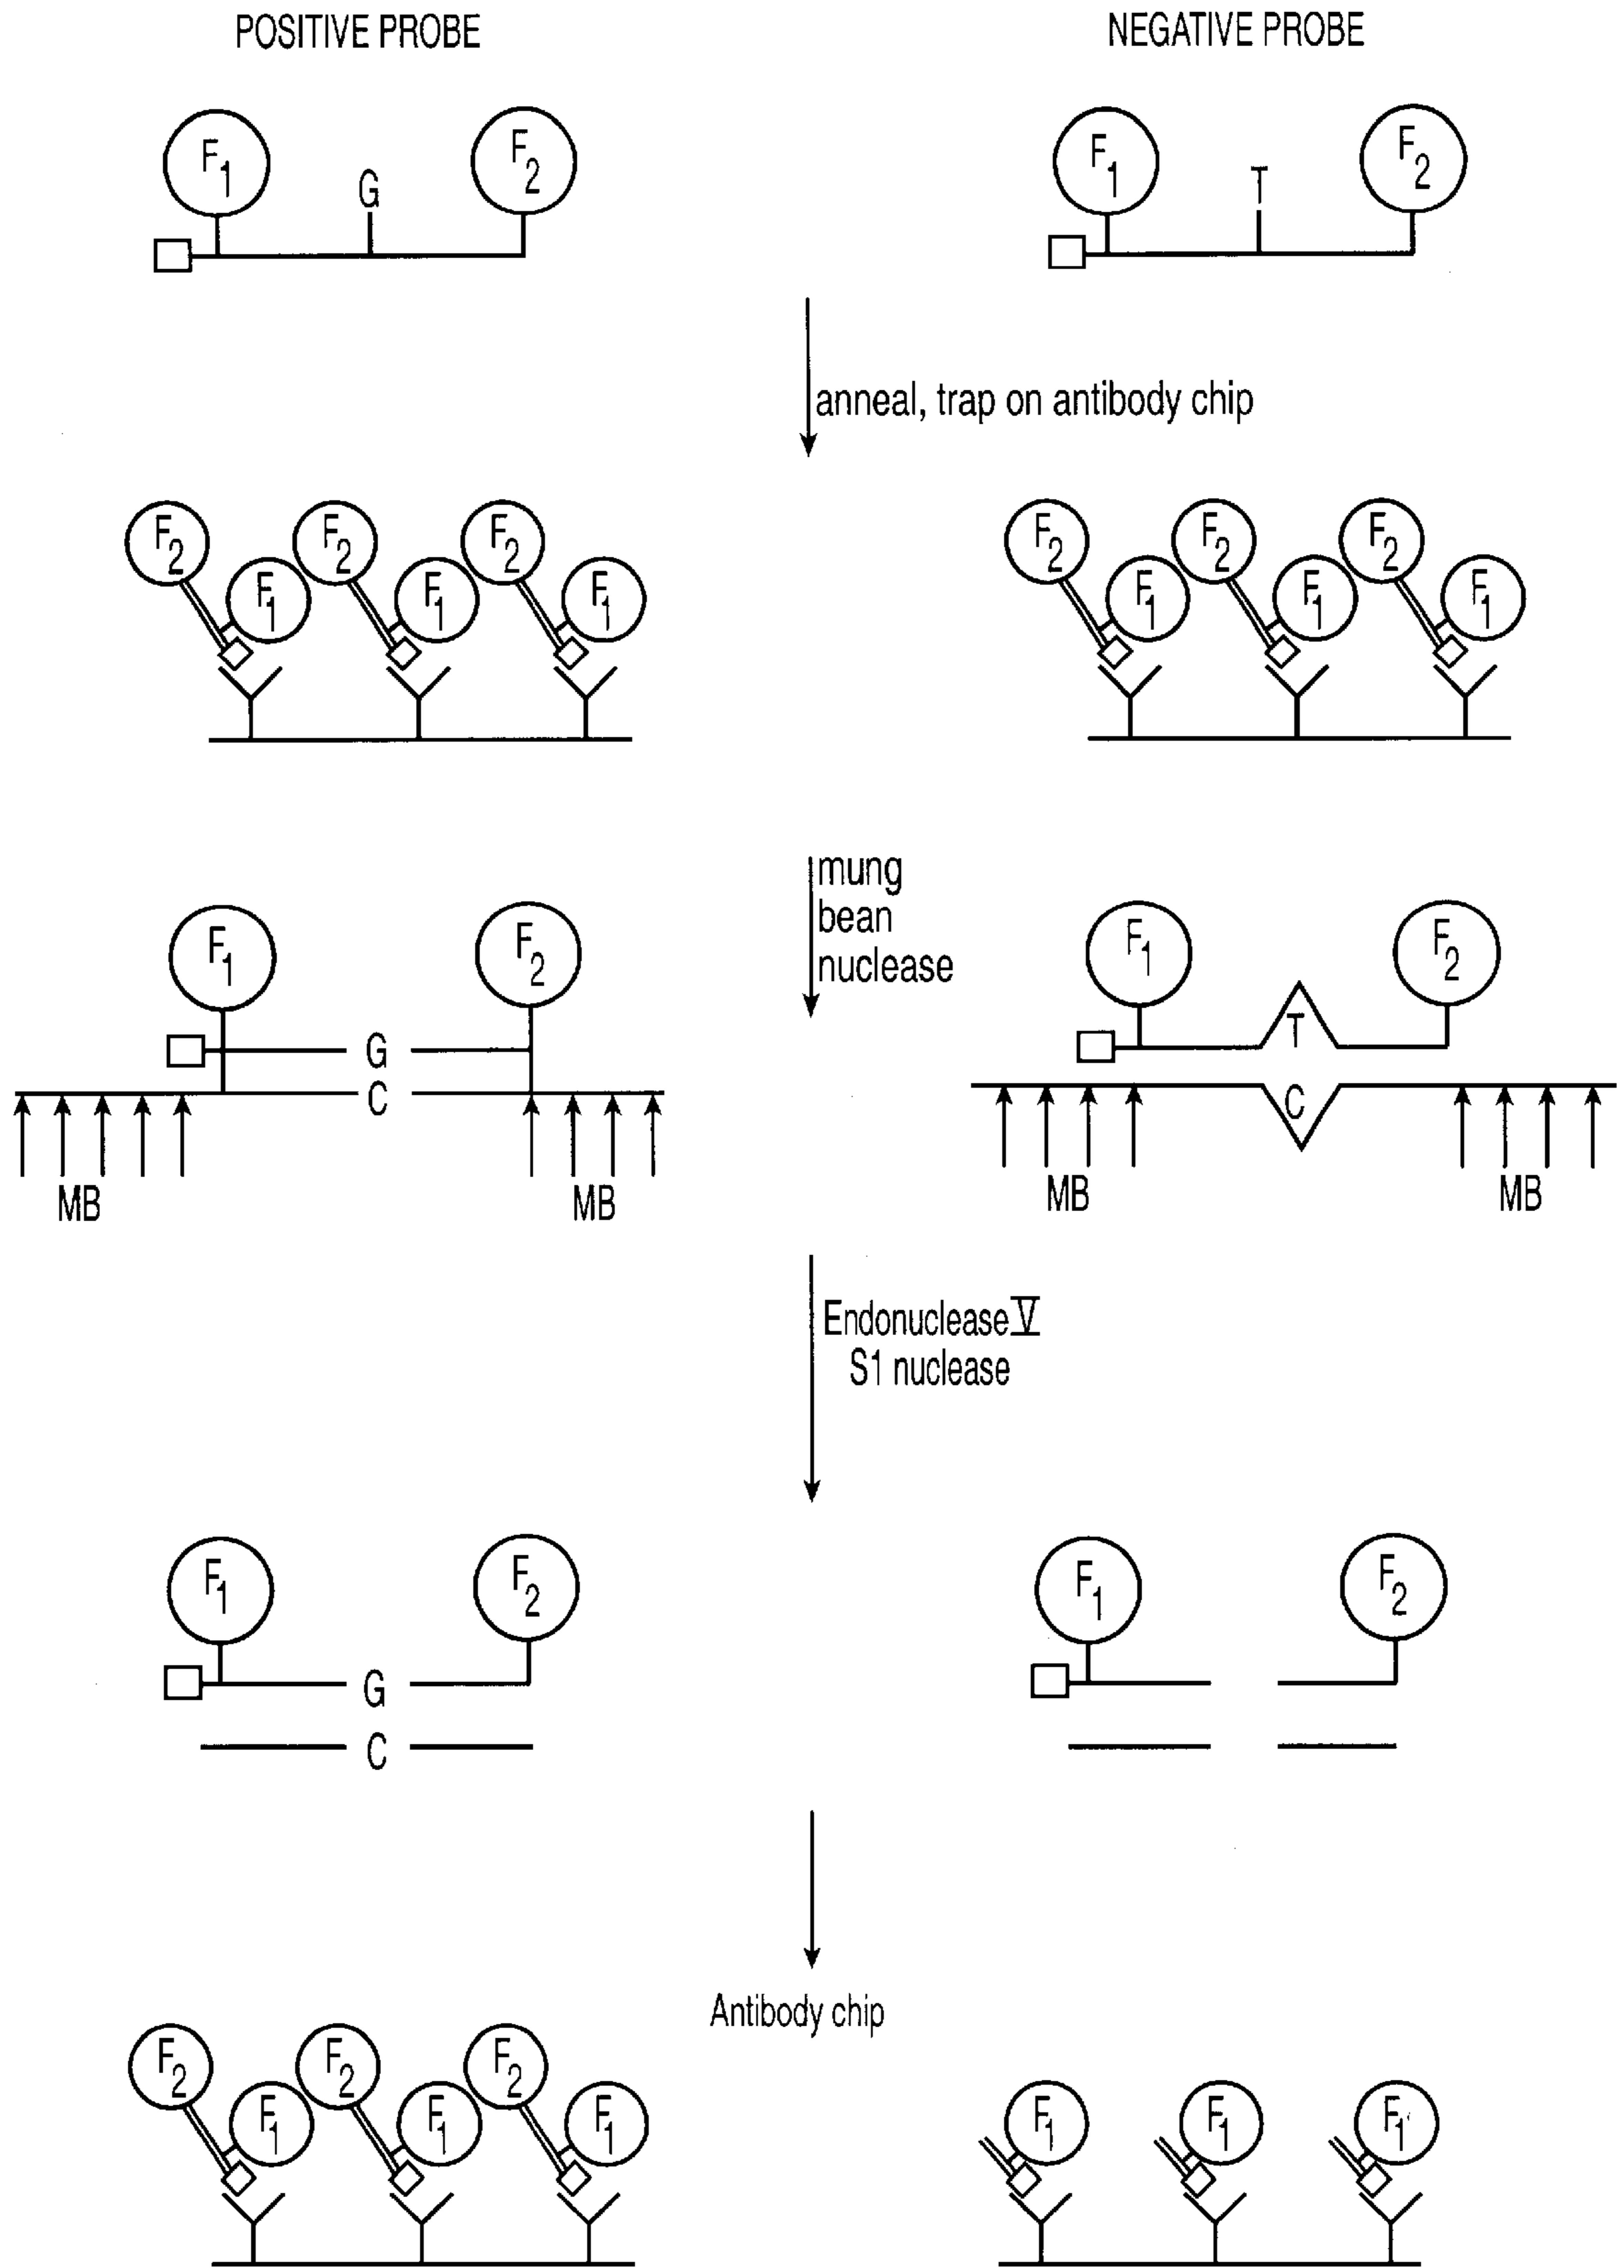 POSITIVE PROBE NEGATIVE PROBE
F1 G F2 F1 T F2
anneal, trap on antibody chip
F2 F2 F2 F2 F2 F2
F1 F1 F1 F1 F1 F1
mung
bean
nuclease
F1 F2 F1 F2
G T
C C
MB MB MB MB
Endonuclease V
S1 nuclease
F1 F2 F1 F2
G
C
Antibody chip
F2 F2 F2
F1 F1 F1 F1 F1 F1